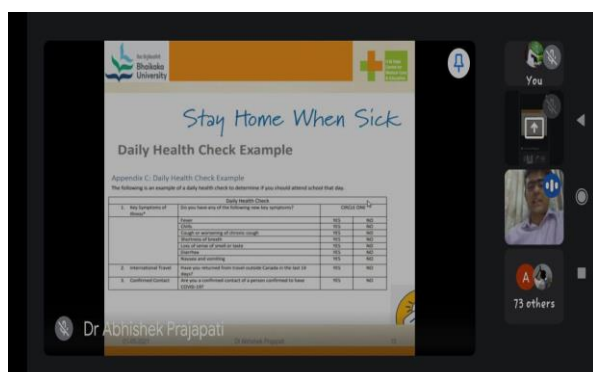 Bhaikaka
University
Stay Home When Sick
Daily Health Check Example
Appendix C: Daily Health Check Example
The following is an example of a daily health check to determine if you should attend school that day.
Daily Health Check
1. Key Symptoms of Illness* Do you have any of the following new key symptoms? CIRCLE ONE
Fever YES NO
Chills YES NO
Cough or worsening of chronic cough YES NO
Shortness of breath YES NO
Loss of sense of smell or taste YES NO
Diarrhea YES NO
Nausea and vomiting YES NO
2. International Travel Have you returned from travel outside Canada in the last 14 days? YES NO
3. Confirmed Contact Are you a confirmed contact of a person confirmed to have COVID-19? YES NO
Dr Abhishek Prajapati
Dr Abhishek Prajapati
You
A
73 others